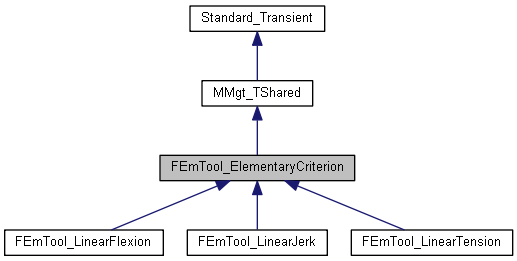 Standard_Transient
MMgt_TShared
FEmTool_ElementaryCriterion
FEmTool_LinearFlexion
FEmTool_LinearJerk
FEmTool_LinearTension